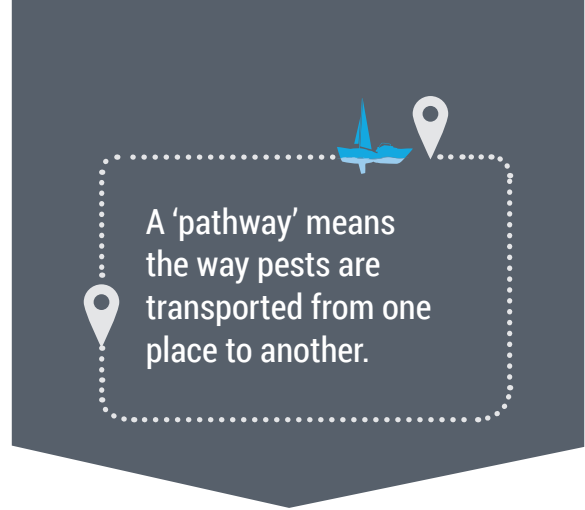 A ‘pathway’ means
the way pests are
transported from one
place to another.